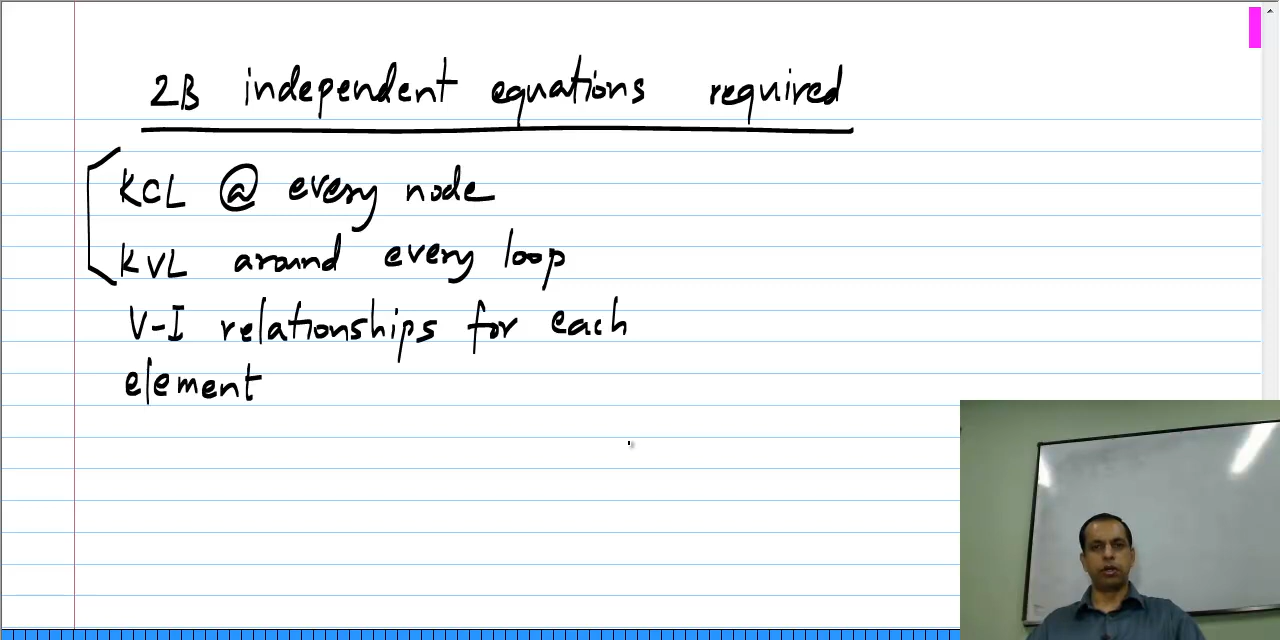 2B independent equations required
KCL @ every node
KVL around every loop
V-I relationships for each
element